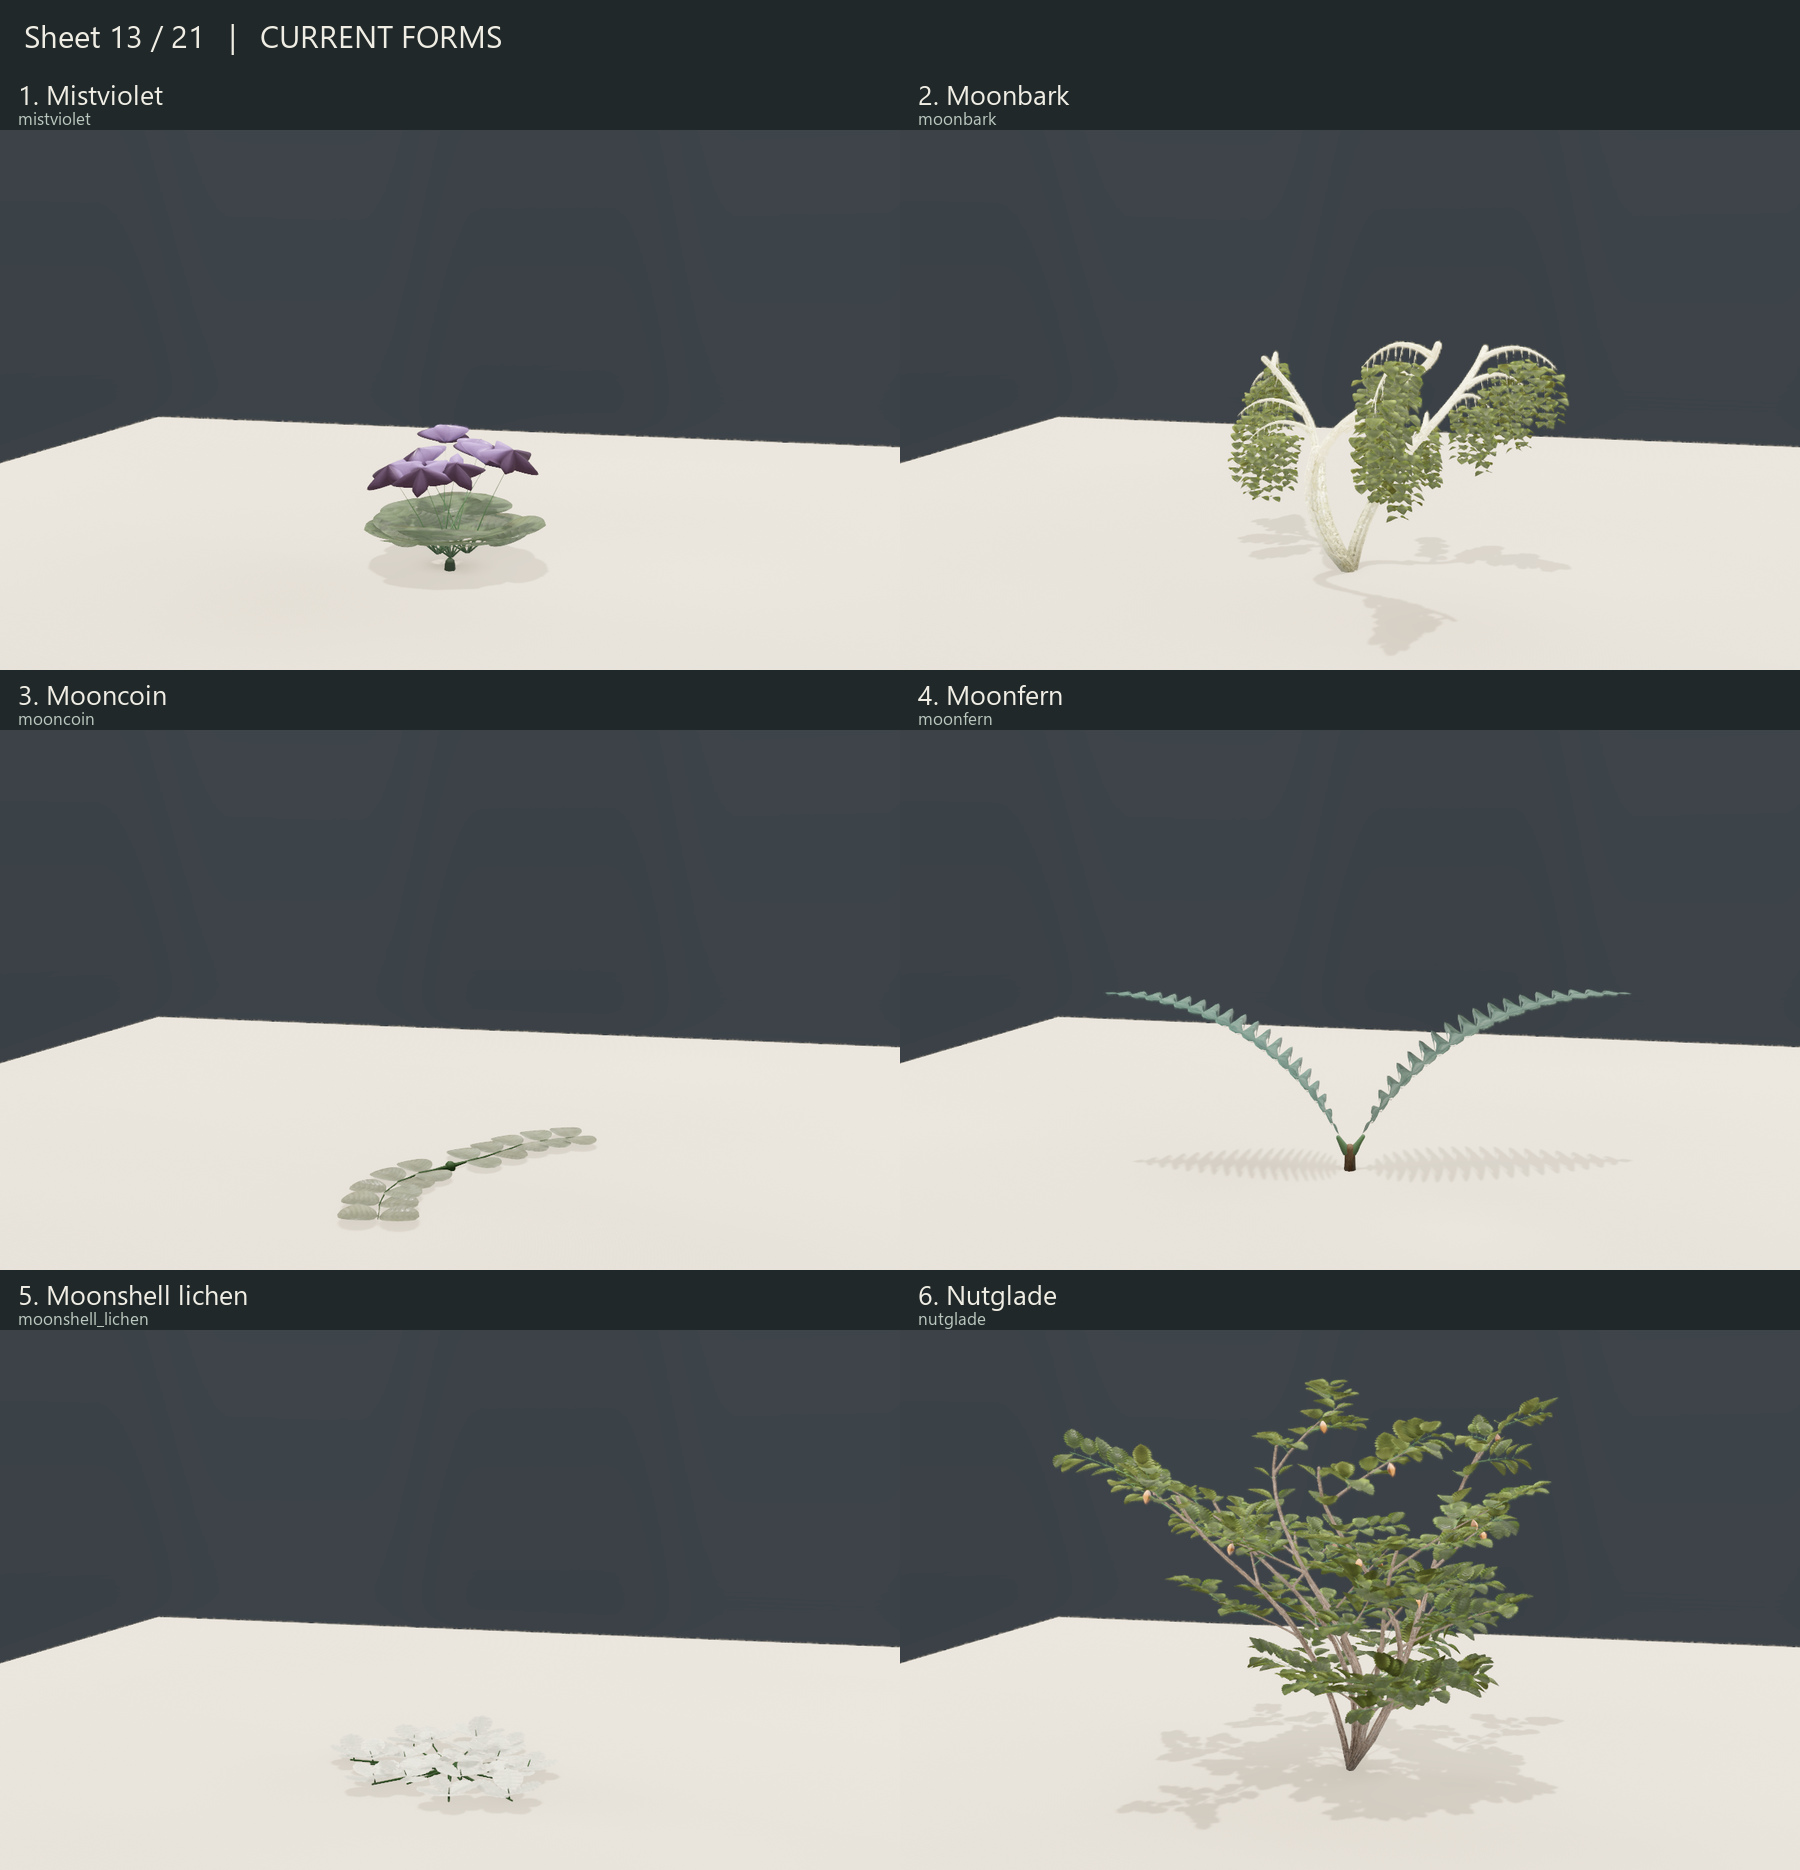 Sheet 13 / 21 | CURRENT FORMS
1. Mistviolet
mistviolet
2. Moonbark
moonbark
3. Mooncoin
mooncoin
4. Moonfern
moonfern
5. Moonshell lichen
moonshell_lichen
6. Nutglade
nutglade